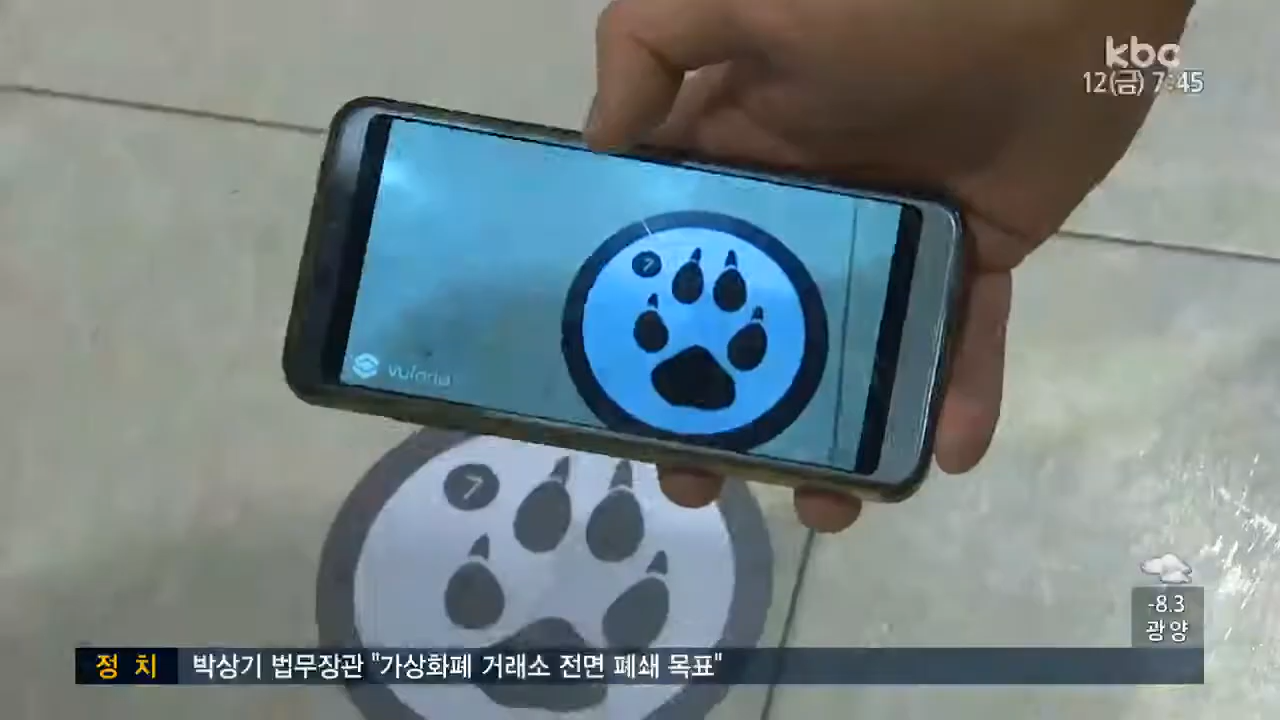 kbc
12(금) 7:45
7
vuforia
7
-8.3
광양
정치 박상기 법무장관 "가상화폐 거래소 전면 폐쇄 목표"